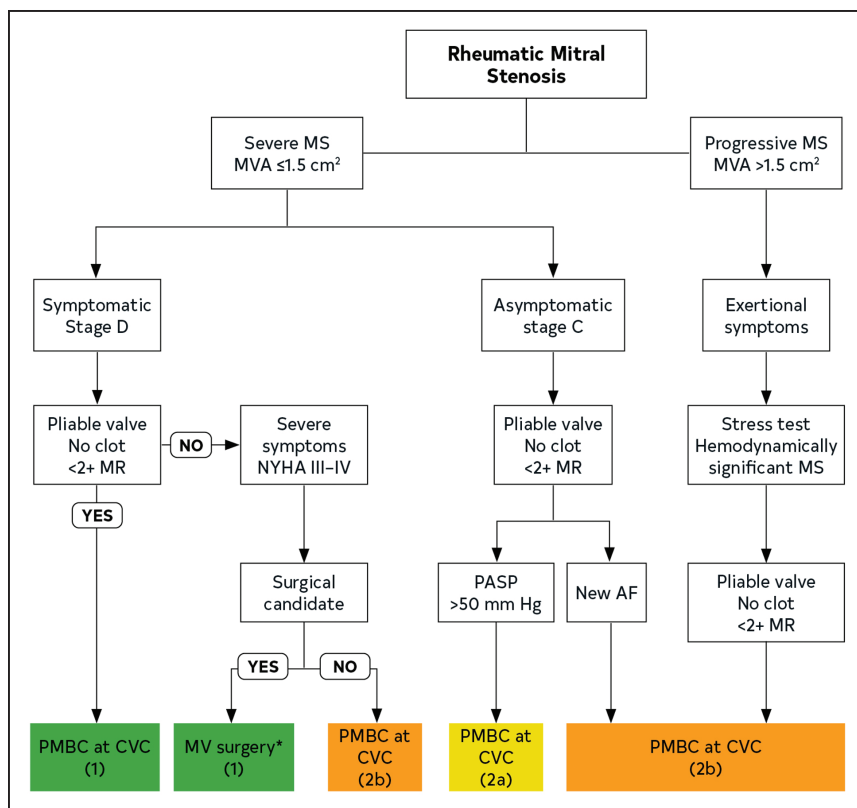 Rheumatic Mitral
Stenosis
Severe MS
MVA ≤1.5 cm²
Progressive MS
MVA >1.5 cm²
Symptomatic
Stage D
Asymptomatic
stage C
Exertional
symptoms
Pliable valve
No clot
<2+ MR
NO
Severe
symptoms
NYHA III–IV
Pliable valve
No clot
<2+ MR
Stress test
Hemodynamically
significant MS
YES
Surgical
candidate
PASP
>50 mm Hg
New AF
Pliable valve
No clot
<2+ MR
YES
NO
PMBC at CVC
(1)
MV surgery*
(1)
PMBC at
CVC
(2b)
PMBC at
CVC
(2a)
PMBC at CVC
(2b)